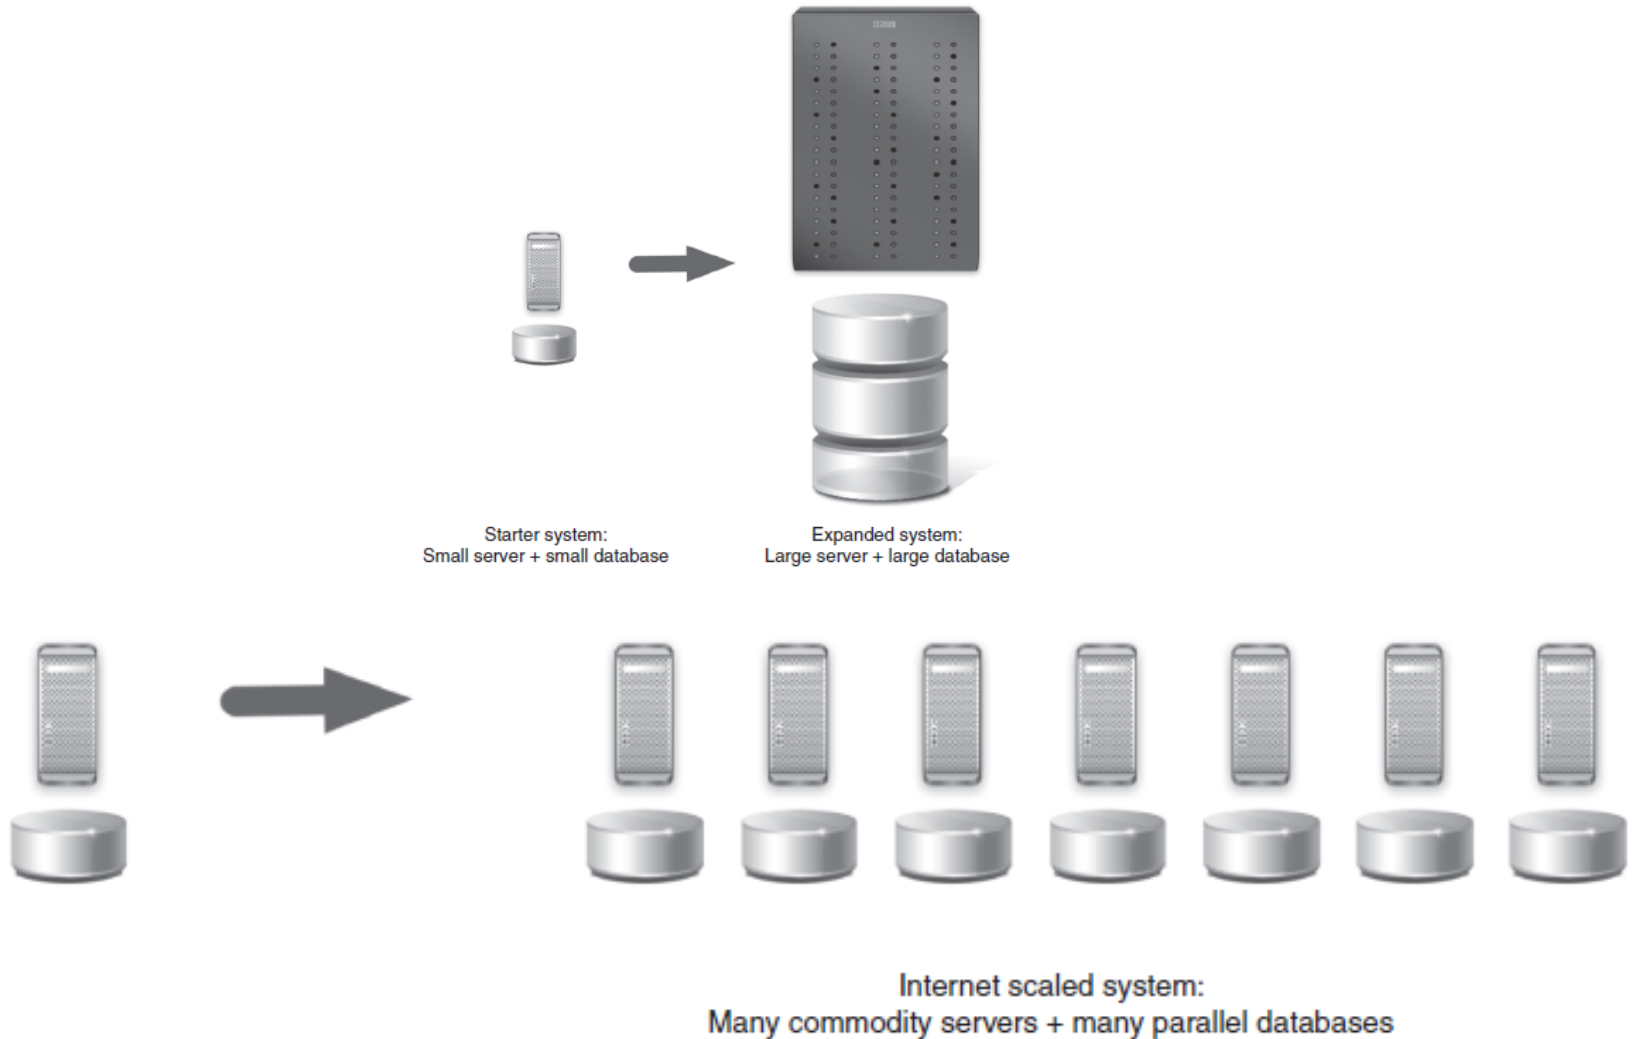 Starter system:
Small server + small database
Expanded system:
Large server + large database
Internet scaled system:
Many commodity servers + many parallel databases